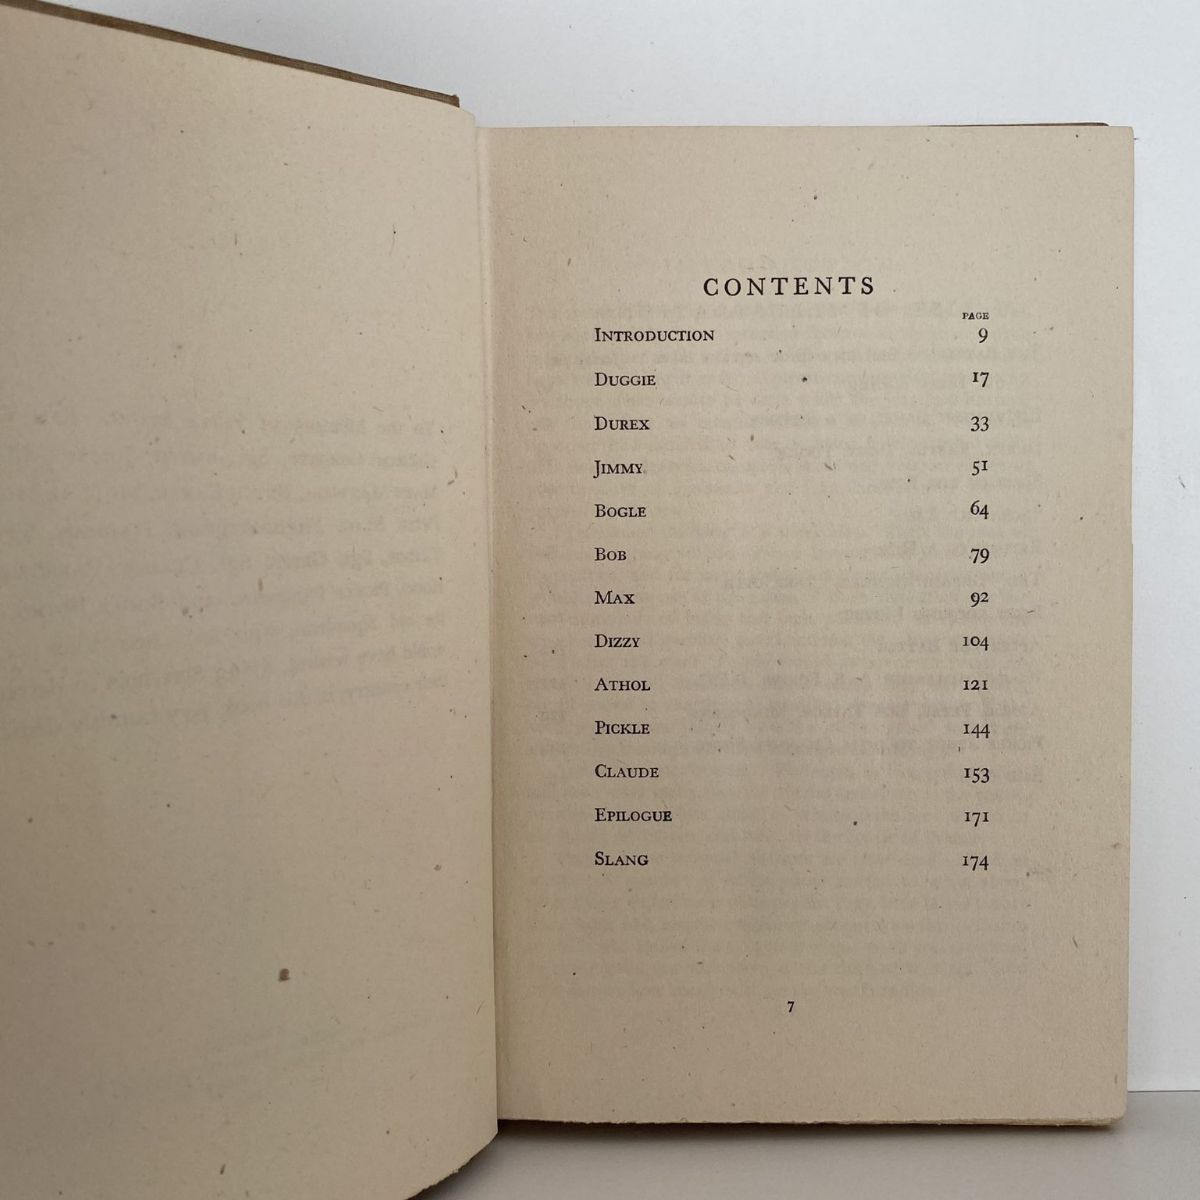 CONTENTS
PAGE
INTRODUCTION 9
DUGGIE 17
DUREX 33
JIMMY 51
BOGLE 64
BOB 79
MAX 92
DIZZY 104
ATHOL 121
PICKLE 144
CLAUDE 153
EPILOGUE 171
SLANG 174
7